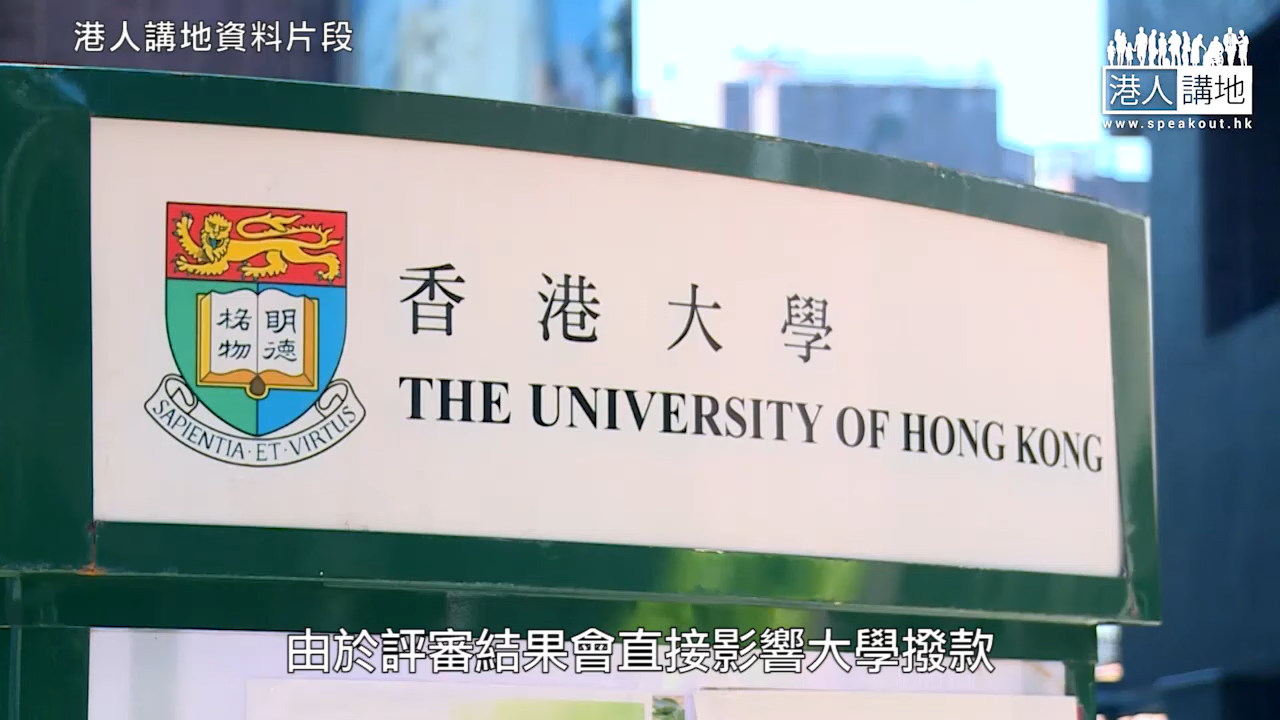 港人講地資料片段
港人講地
www.speakout.hk
香港大學
THE UNIVERSITY OF HONG KONG
明德
格物
SAPIENTIA·ET·VIRTUS
由於評審結果會直接影響大學撥款